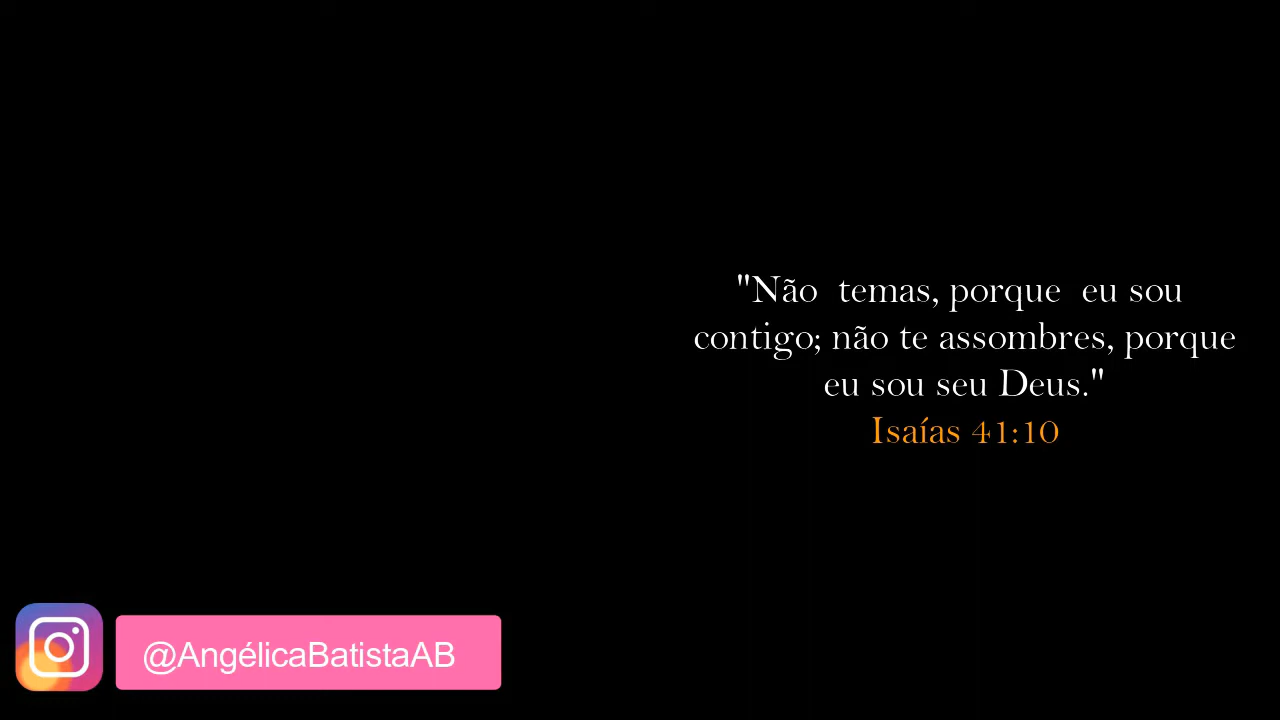 "Não temas, porque eu sou
contigo; não te assombres, porque
eu sou seu Deus."
Isaías 41:10
@AngélicaBatistaAB